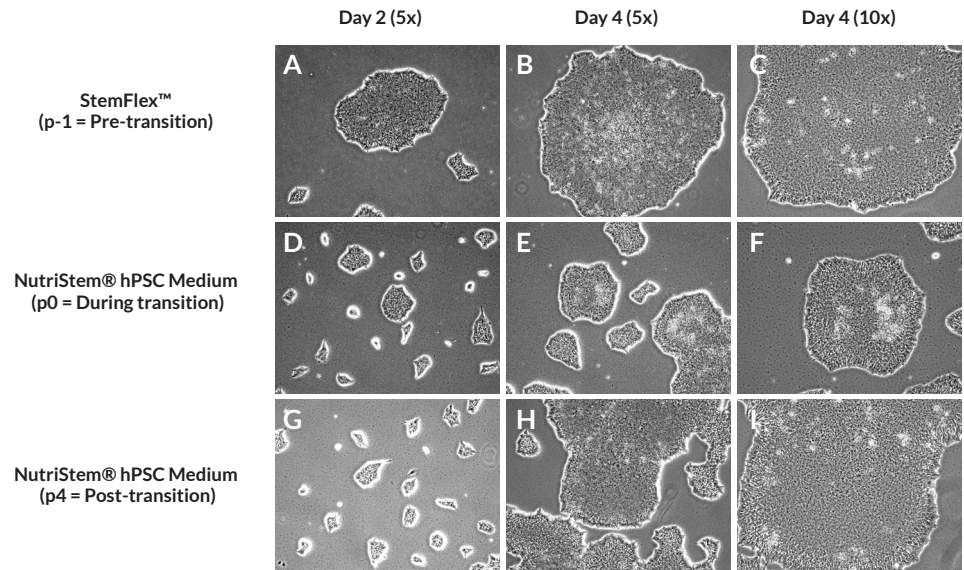 Day 2 (5x)
Day 4 (5x)
Day 4 (10x)
StemFlex™
(p-1 = Pre-transition)
A
B
C
NutriStem® hPSC Medium
(p0 = During transition)
D
E
F
NutriStem® hPSC Medium
(p4 = Post-transition)
G
H
I